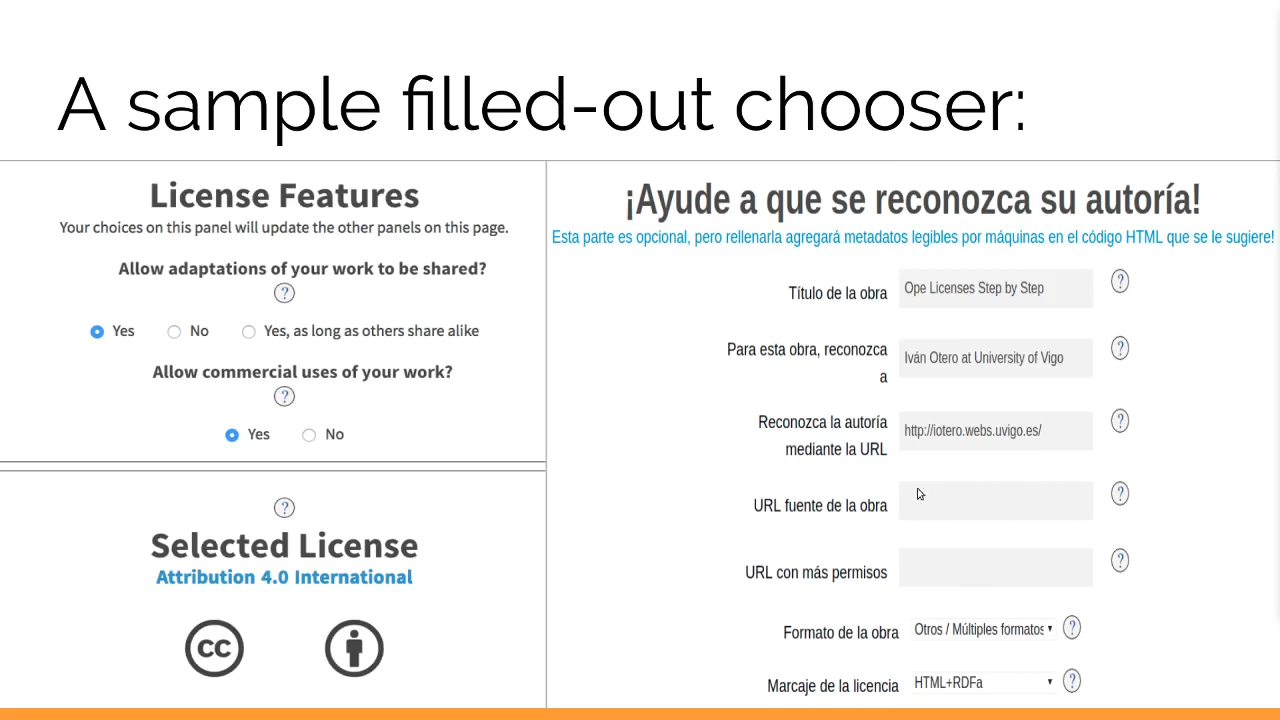 A sample filled-out chooser:
License Features
Your choices on this panel will update the other panels on this page.
Allow adaptations of your work to be shared?
?
Yes No Yes, as long as others share alike
Allow commercial uses of your work?
?
Yes No
?
Selected License
Attribution 4.0 International
cc
¡Ayude a que se reconozca su autoría!
Esta parte es opcional, pero rellenarla agregará metadatos legibles por máquinas en el código HTML que se le sugiere!
Título de la obra Ope Licenses Step by Step ?
Para esta obra, reconozca Iván Otero at University of Vigo ?
a
Reconozca la autoría http://iotero.webs.uvigo.es/ ?
mediante la URL
URL fuente de la obra ?
URL con más permisos ?
Formato de la obra Otros / Múltiples formatos ?
Marcaje de la licencia HTML+RDFa ?